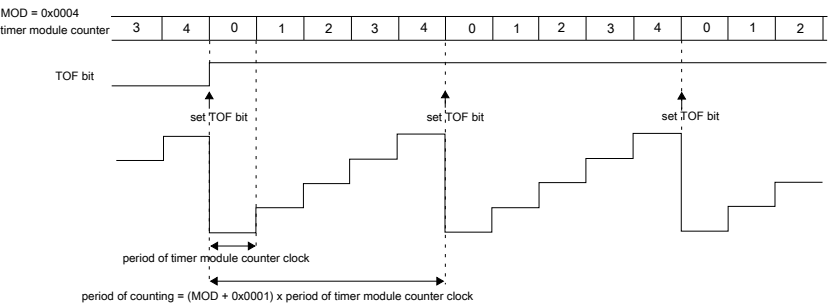 MOD = 0x0004
timer module counter 3 4 0 1 2 3 4 0 1 2 3 4 0 1 2
TOF bit
set TOF bit set TOF bit set TOF bit
period of timer module counter clock
period of counting = (MOD + 0x0001) x period of timer module counter clock